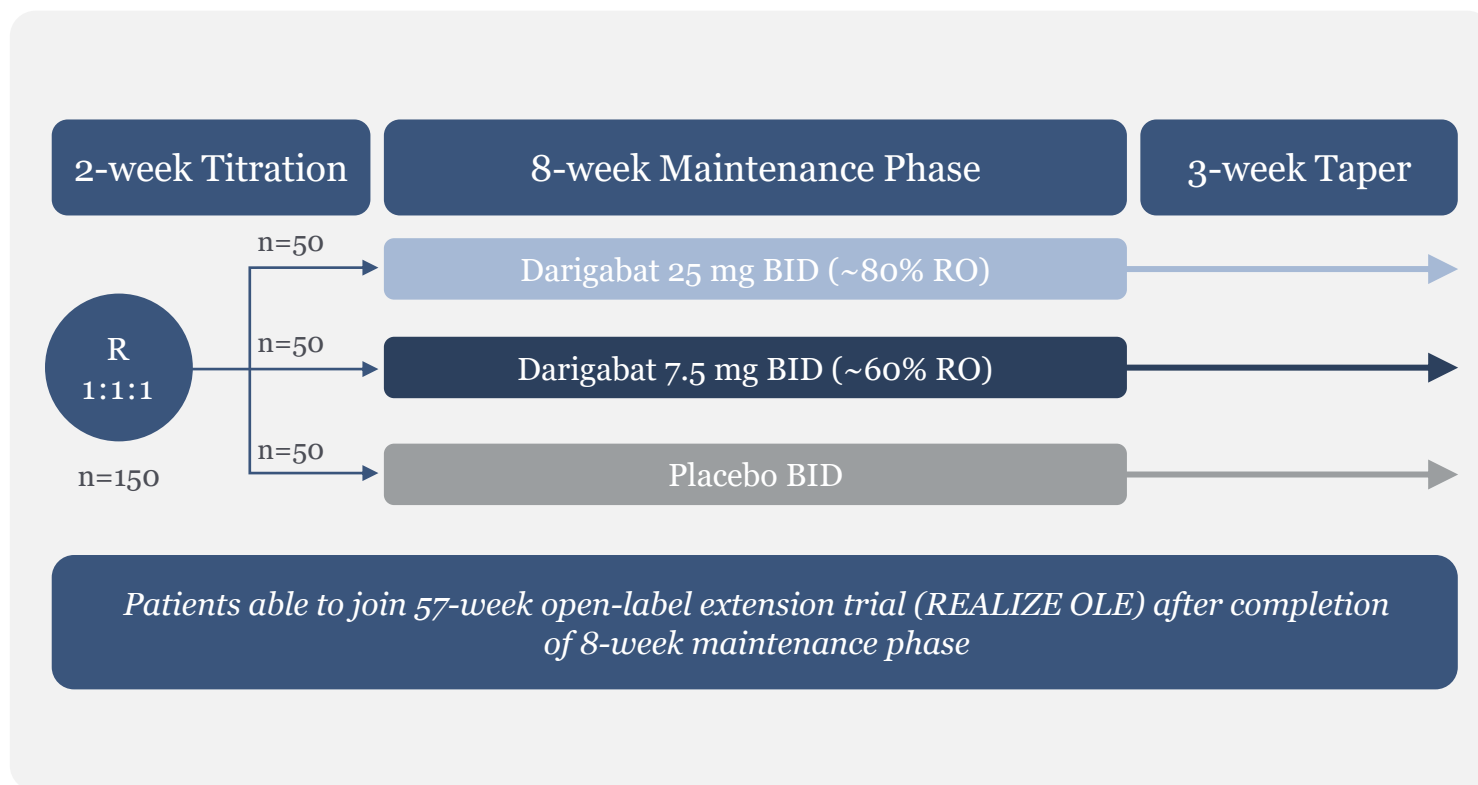 2-week Titration
8-week Maintenance Phase
3-week Taper
n=50
Darigabat 25 mg BID (~80% RO)
R
1:1:1
n=150
n=50
Darigabat 7.5 mg BID (~60% RO)
n=50
Placebo BID
Patients able to join 57-week open-label extension trial (REALIZE OLE) after completion
of 8-week maintenance phase